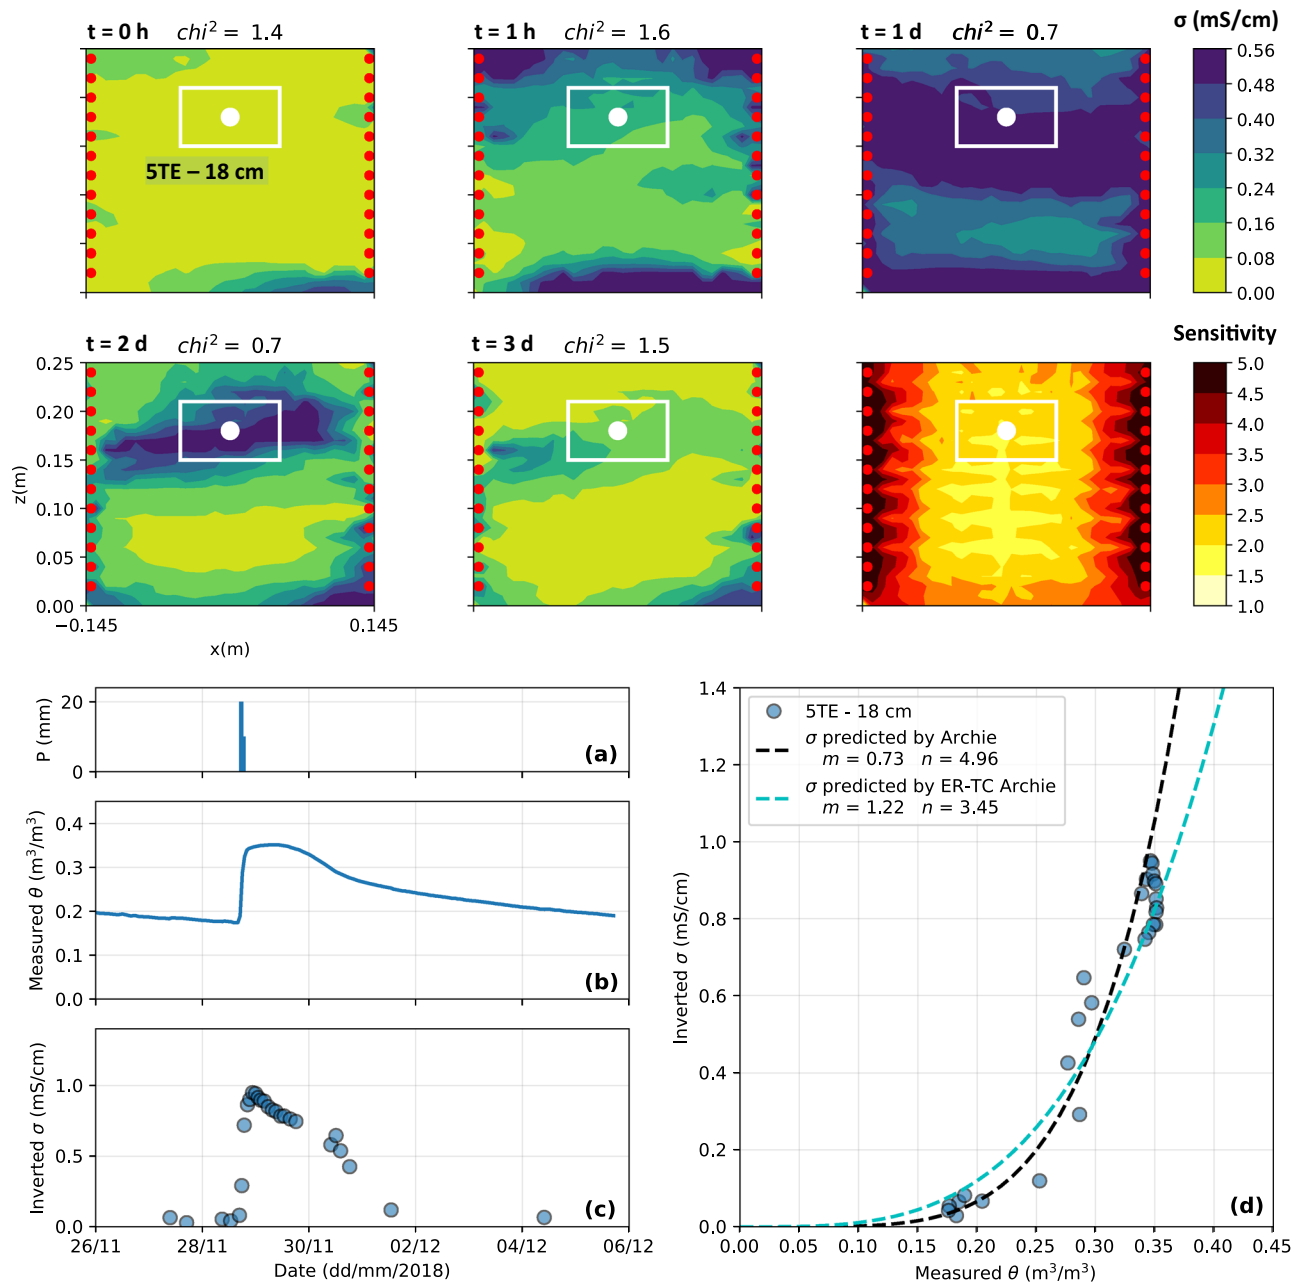 t = 0 h chi² = 1.4
t = 1 h chi² = 1.6
t = 1 d chi² = 0.7
σ (mS/cm)
0.56
0.48
0.40
0.32
0.24
0.16
0.08
0.00
5TE – 18 cm
t = 2 d chi² = 0.7
t = 3 d chi² = 1.5
Sensitivity
5.0
4.5
4.0
3.5
3.0
2.5
2.0
1.5
1.0
0.25
0.20
0.15
0.10
0.05
0.00
z(m)
−0.145 0.145
x(m)
20
0
P (mm)
(a)
0.4
0.3
0.2
0.1
0.0
Measured θ (m³/m³)
(b)
1.0
0.5
0.0
Inverted σ (mS/cm)
(c)
26/11 28/11 30/11 02/12 04/12 06/12
Date (dd/mm/2018)
1.4
1.2
1.0
0.8
0.6
0.4
0.2
0.0
Inverted σ (mS/cm)
5TE - 18 cm
σ predicted by Archie
m = 0.73 n = 4.96
σ predicted by ER-TC Archie
m = 1.22 n = 3.45
(d)
0.00 0.05 0.10 0.15 0.20 0.25 0.30 0.35 0.40 0.45
Measured θ (m³/m³)